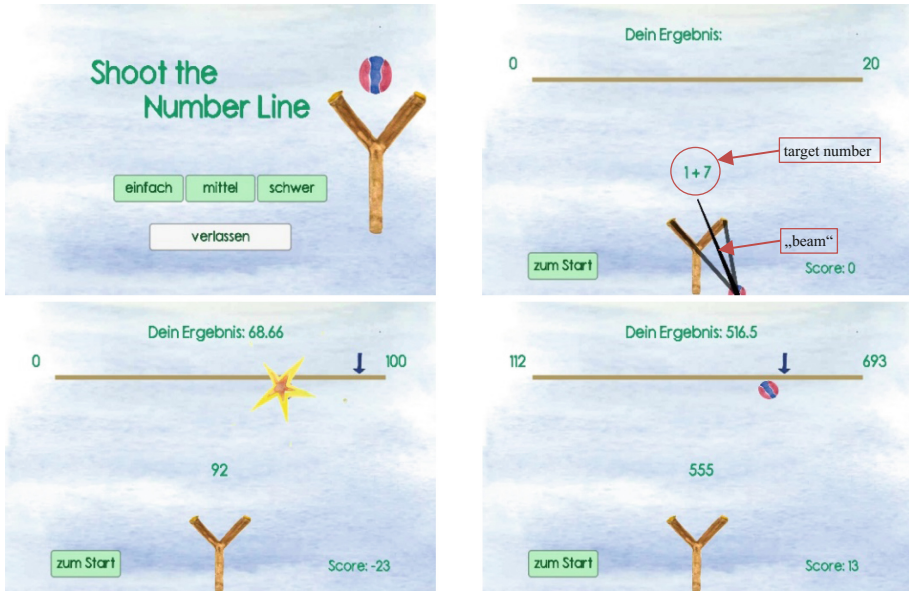 Shoot the
Number Line
einfach mittel schwer
verlassen
Dein Ergebnis:
0 20
target number
1 + 7
„beam“
zum Start
Score: 0
Dein Ergebnis: 68.66
0 100
92
zum Start
Score: -23
Dein Ergebnis: 516.5
112 693
555
zum Start
Score: 13